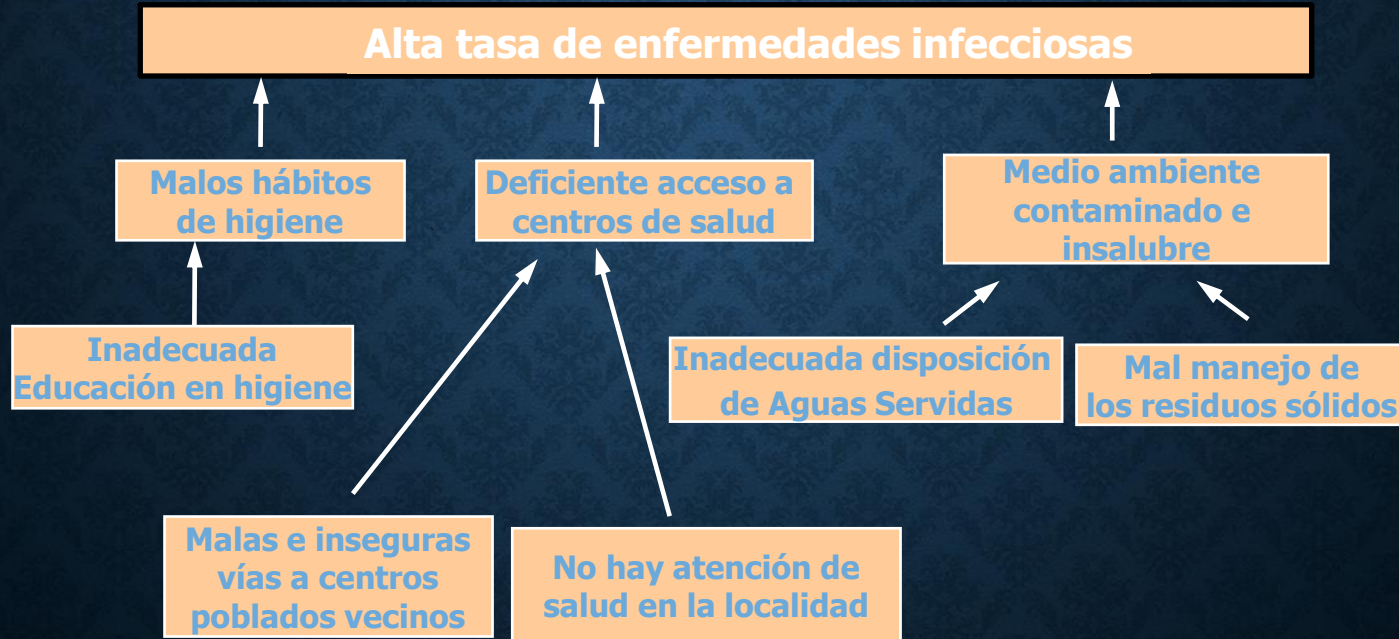 Alta tasa de enfermedades infecciosas
Malos hábitos
de higiene
Deficiente acceso a
centros de salud
Medio ambiente
contaminado e
insalubre
Inadecuada
Educación en higiene
Inadecuada disposición
de Aguas Servidas
Mal manejo de
los residuos sólidos
Malas e inseguras
vías a centros
poblados vecinos
No hay atención de
salud en la localidad